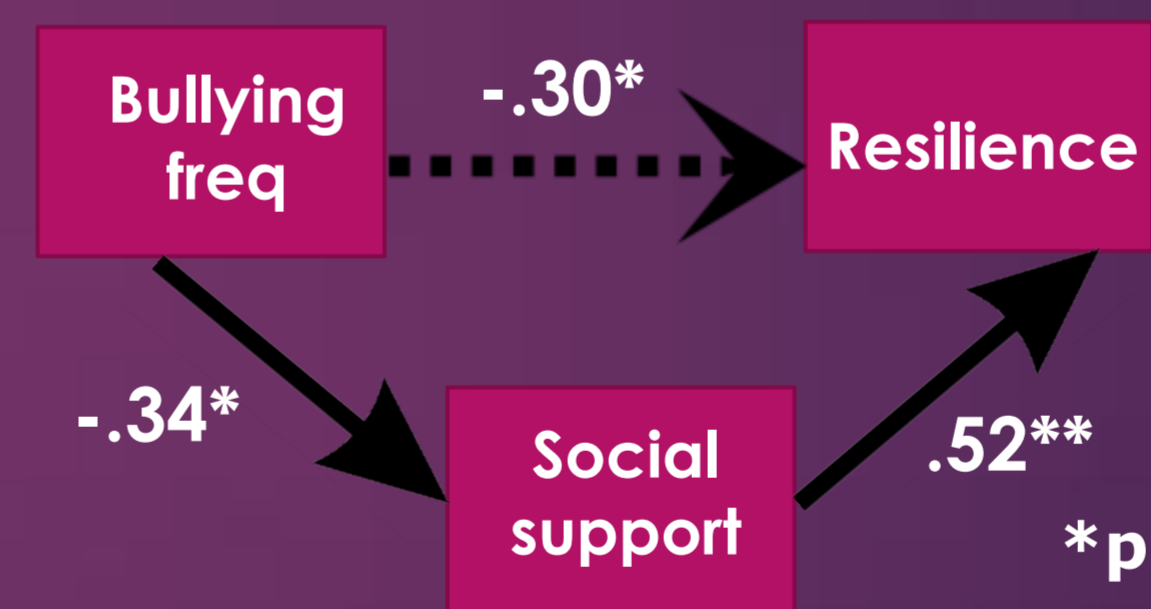 Bullying
freq
-.30*
Resilience
-.34*
Social
support
.52**
*p